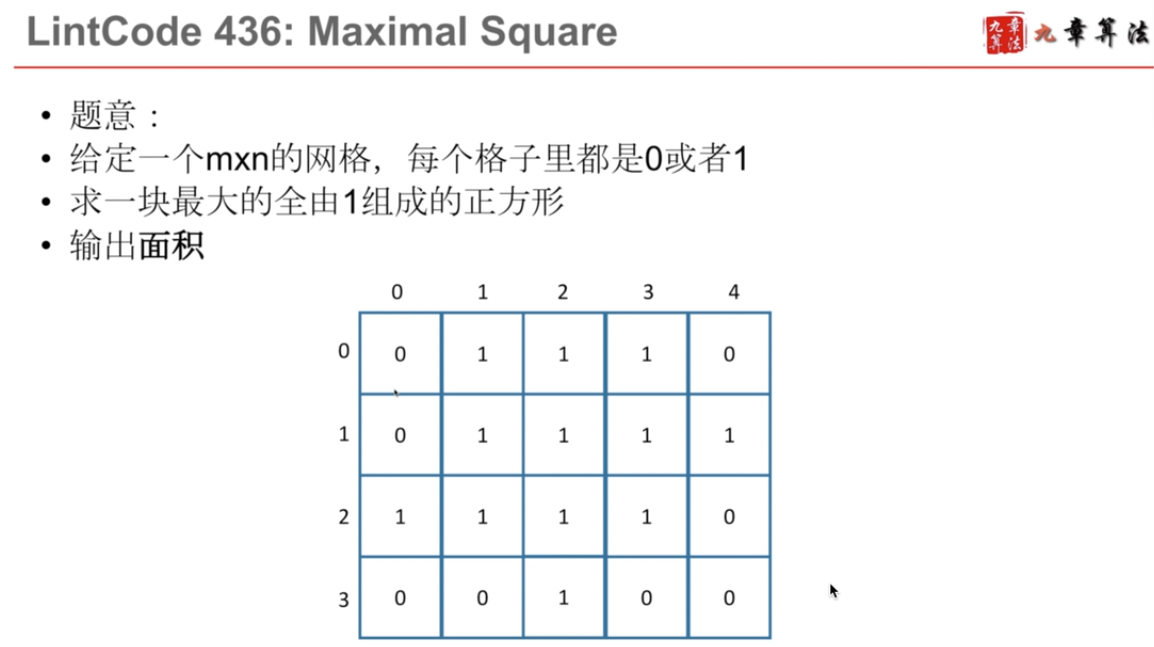 LintCode 436: Maximal Square
九章算法
九章算法
• 题意：
• 给定一个mxn的网格，每个格子里都是0或者1
• 求一块最大的全由1组成的正方形
• 输出面积
0 1 2 3 4
0 0 1 1 1 0
1 0 1 1 1 1
2 1 1 1 1 0
3 0 0 1 0 0